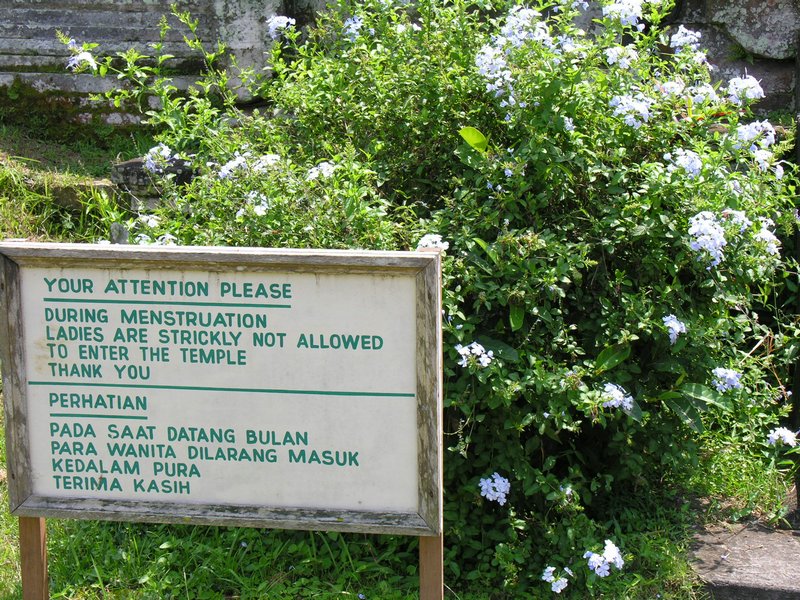 YOUR ATTENTION PLEASE
DURING MENSTRUATION
LADIES ARE STRICKLY NOT ALLOWED
TO ENTER THE TEMPLE
THANK YOU
PERHATIAN
PADA SAAT DATANG BULAN
PARA WANITA DILARANG MASUK
KEDALAM PURA
TERIMA KASIH